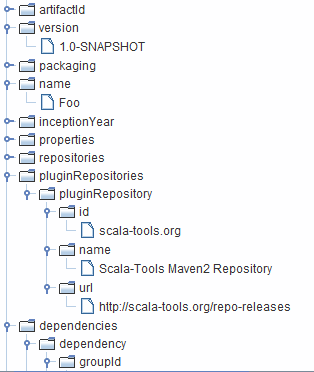 artifactId
version
1.0-SNAPSHOT
packaging
name
Foo
inceptionYear
properties
repositories
pluginRepositories
pluginRepository
id
scala-tools.org
name
Scala-Tools Maven2 Repository
url
http://scala-tools.org/repo-releases
dependencies
dependency
groupId